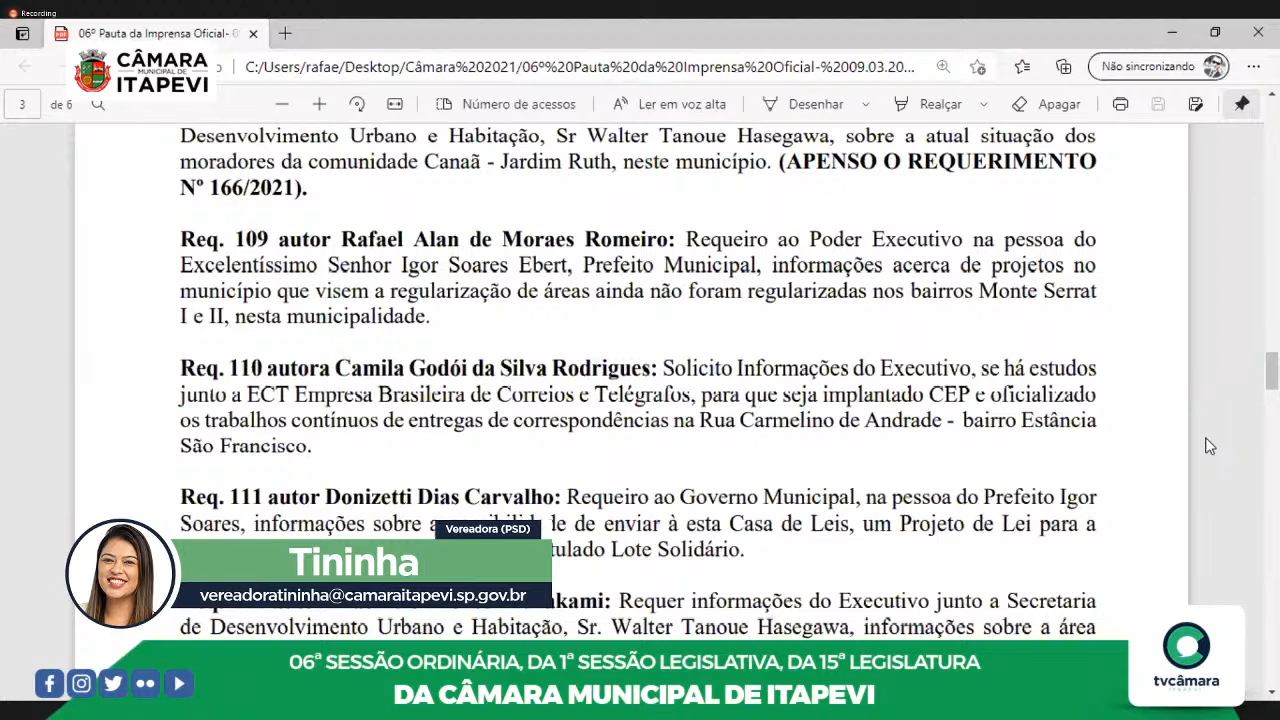 Recording
06º Pauta da Imprensa Oficial- 0
CÂMARA
MUNICIPAL DE
ITAPEVI
C:/Users/rafae/Desktop/Câmara%202021/06º%20Pauta%20da%20Imprensa%20Oficial-%2009.03.20...
Não sincronizando
3 de 6
Número de acessos
Ler em voz alta
Desenhar
Realçar
Apagar
Desenvolvimento Urbano e Habitação, Sr Walter Tanoue Hasegawa, sobre a atual situação dos
moradores da comunidade Canaã - Jardim Ruth, neste município. (APENSO O REQUERIMENTO
Nº 166/2021).
Req. 109 autor Rafael Alan de Moraes Romeiro: Requeiro ao Poder Executivo na pessoa do
Excelentíssimo Senhor Igor Soares Ebert, Prefeito Municipal, informações acerca de projetos no
município que visem a regularização de áreas ainda não foram regularizadas nos bairros Monte Serrat
I e II, nesta municipalidade.
Req. 110 autora Camila Godói da Silva Rodrigues: Solicito Informações do Executivo, se há estudos
junto a ECT Empresa Brasileira de Correios e Telégrafos, para que seja implantado CEP e oficializado
os trabalhos contínuos de entregas de correspondências na Rua Carmelino de Andrade - bairro Estância
São Francisco.
Req. 111 autor Donizetti Dias Carvalho: Requeiro ao Governo Municipal, na pessoa do Prefeito Igor
Soares, informações sobre a de enviar à esta Casa de Leis, um Projeto de Lei para a
tulado Lote Solidário.
Vereadora (PSD)
Tininha
vereadoratininha@camaraitapevi.sp.gov.br
akami: Requer informações do Executivo junto a Secretaria
de Desenvolvimento Urbano e Habitação, Sr. Walter Tanoue Hasegawa, informações sobre a área
06ª SESSÃO ORDINÁRIA, DA 1ª SESSÃO LEGISLATIVA, DA 15ª LEGISLATURA
DA CÂMARA MUNICIPAL DE ITAPEVI
tvcâmara
ITAPEVI